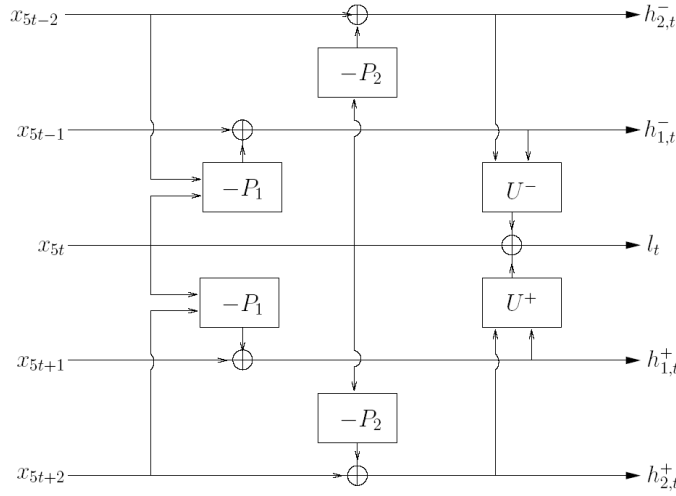 x_{5t-2} h^-_{2,t}
-P_2
x_{5t-1} h^-_{1,t}
-P_1 U^-
x_{5t} l_t
-P_1 U^+
x_{5t+1} h^+_{1,t}
-P_2
x_{5t+2} h^+_{2,t}